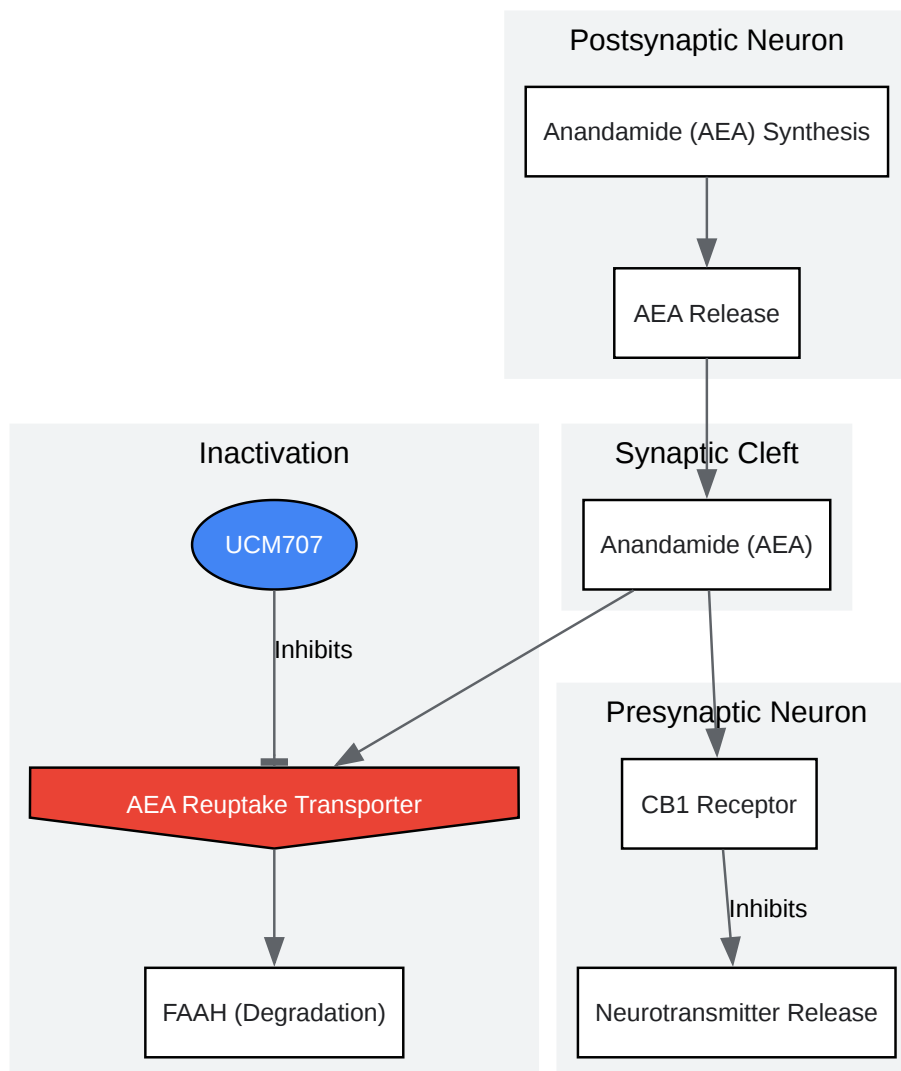 Postsynaptic Neuron
Anandamide (AEA) Synthesis
AEA Release
Inactivation
Synaptic Cleft
UCM707
Anandamide (AEA)
Inhibits
Presynaptic Neuron
AEA Reuptake Transporter
CB1 Receptor
Inhibits
FAAH (Degradation)
Neurotransmitter Release